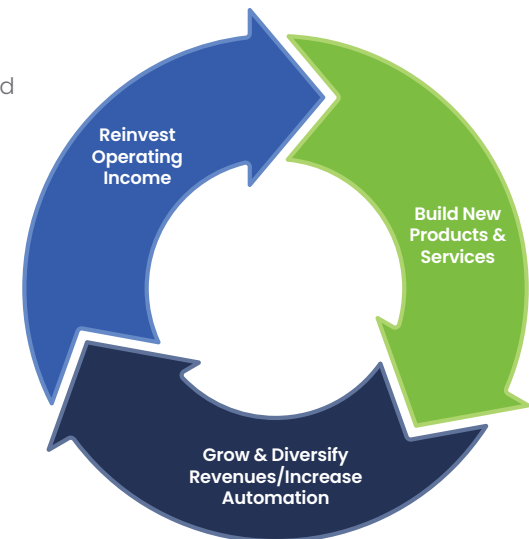 d
Reinvest
Operating
Income
Build New
Products &
Services
Grow & Diversify
Revenues/Increase
Automation